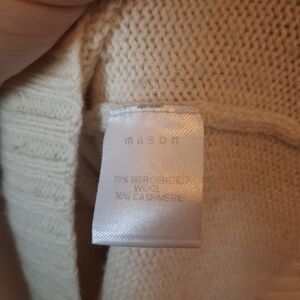 mason
70% MERCERIZED
WOOL
30% CASHMERE